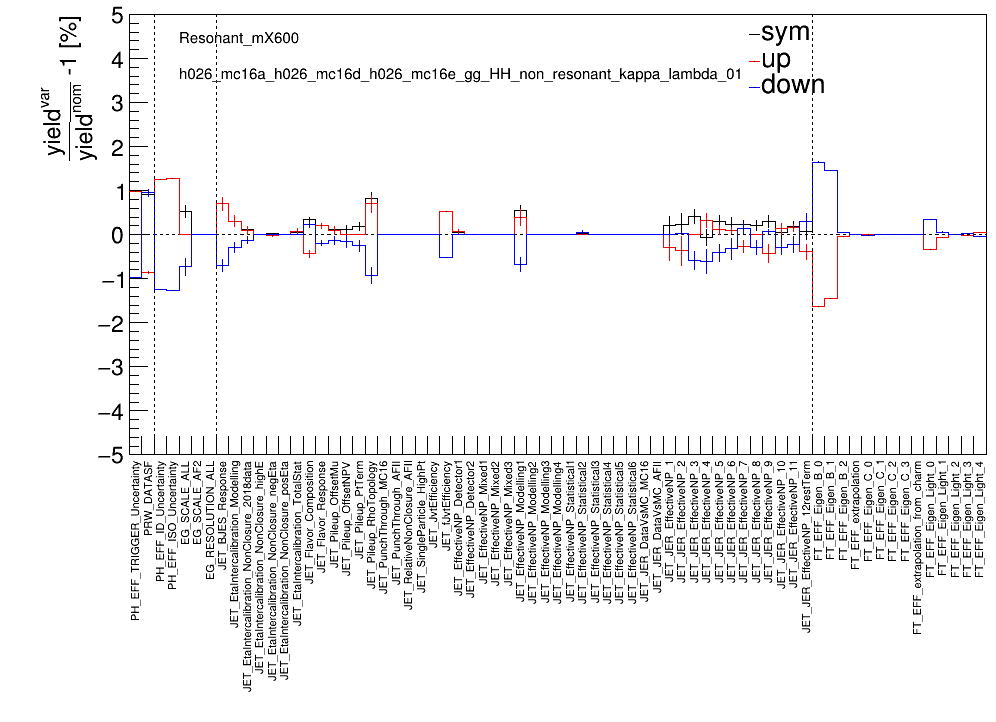 yield^var / yield^nom -1 [%]
5
4
3
2
1
0
−1
−2
−3
−4
−5
Resonant_mX600
h026_mc16a_h026_mc16d_h026_mc16e_gg_HH_non_resonant_kappa_lambda_01
sym
up
down
PH_EFF_TRIGGER_Uncertainty
PRW_DATASF
PH_EFF_ID_Uncertainty
PH_EFF_ISO_Uncertainty
EG_SCALE_ALL
EG_SCALE_AF2
EG_RESOLUTION_ALL
JET_BJES_Response
JET_EtaIntercalibration_Modelling
JET_EtaIntercalibration_NonClosure_2018data
JET_EtaIntercalibration_NonClosure_highE
JET_EtaIntercalibration_NonClosure_negEta
JET_EtaIntercalibration_NonClosure_posEta
JET_EtaIntercalibration_TotalStat
JET_Flavor_Composition
JET_Flavor_Response
JET_Pileup_OffsetMu
JET_Pileup_OffsetNPV
JET_Pileup_PtTerm
JET_Pileup_RhoTopology
JET_PunchThrough_MC16
JET_PunchThrough_AFII
JET_RelativeNonClosure_AFII
JET_SingleParticle_HighPt
JET_JvtEfficiency
JET_fJvtEfficiency
JET_EffectiveNP_Detector1
JET_EffectiveNP_Detector2
JET_EffectiveNP_Mixed1
JET_EffectiveNP_Mixed2
JET_EffectiveNP_Mixed3
JET_EffectiveNP_Modelling1
JET_EffectiveNP_Modelling2
JET_EffectiveNP_Modelling3
JET_EffectiveNP_Modelling4
JET_EffectiveNP_Statistical1
JET_EffectiveNP_Statistical2
JET_EffectiveNP_Statistical3
JET_EffectiveNP_Statistical4
JET_EffectiveNP_Statistical5
JET_EffectiveNP_Statistical6
JET_JER_DataVsMC_MC16
JET_JER_DataVsMC_AFII
JET_JER_EffectiveNP_1
JET_JER_EffectiveNP_2
JET_JER_EffectiveNP_3
JET_JER_EffectiveNP_4
JET_JER_EffectiveNP_5
JET_JER_EffectiveNP_6
JET_JER_EffectiveNP_7
JET_JER_EffectiveNP_8
JET_JER_EffectiveNP_9
JET_JER_EffectiveNP_10
JET_JER_EffectiveNP_11
JET_JER_EffectiveNP_12restTerm
FT_EFF_Eigen_B_0
FT_EFF_Eigen_B_1
FT_EFF_Eigen_B_2
FT_EFF_extrapolation
FT_EFF_Eigen_C_0
FT_EFF_Eigen_C_1
FT_EFF_Eigen_C_2
FT_EFF_Eigen_C_3
FT_EFF_extrapolation_from_charm
FT_EFF_Eigen_Light_0
FT_EFF_Eigen_Light_1
FT_EFF_Eigen_Light_2
FT_EFF_Eigen_Light_3
FT_EFF_Eigen_Light_4